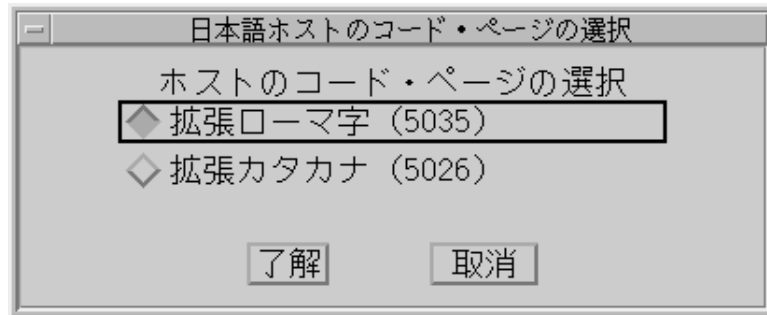 日本語ホストのコード・ページの選択
ホストのコード・ページの選択
拡張ローマ字 (5035)
拡張カタカナ (5026)
了解 取消